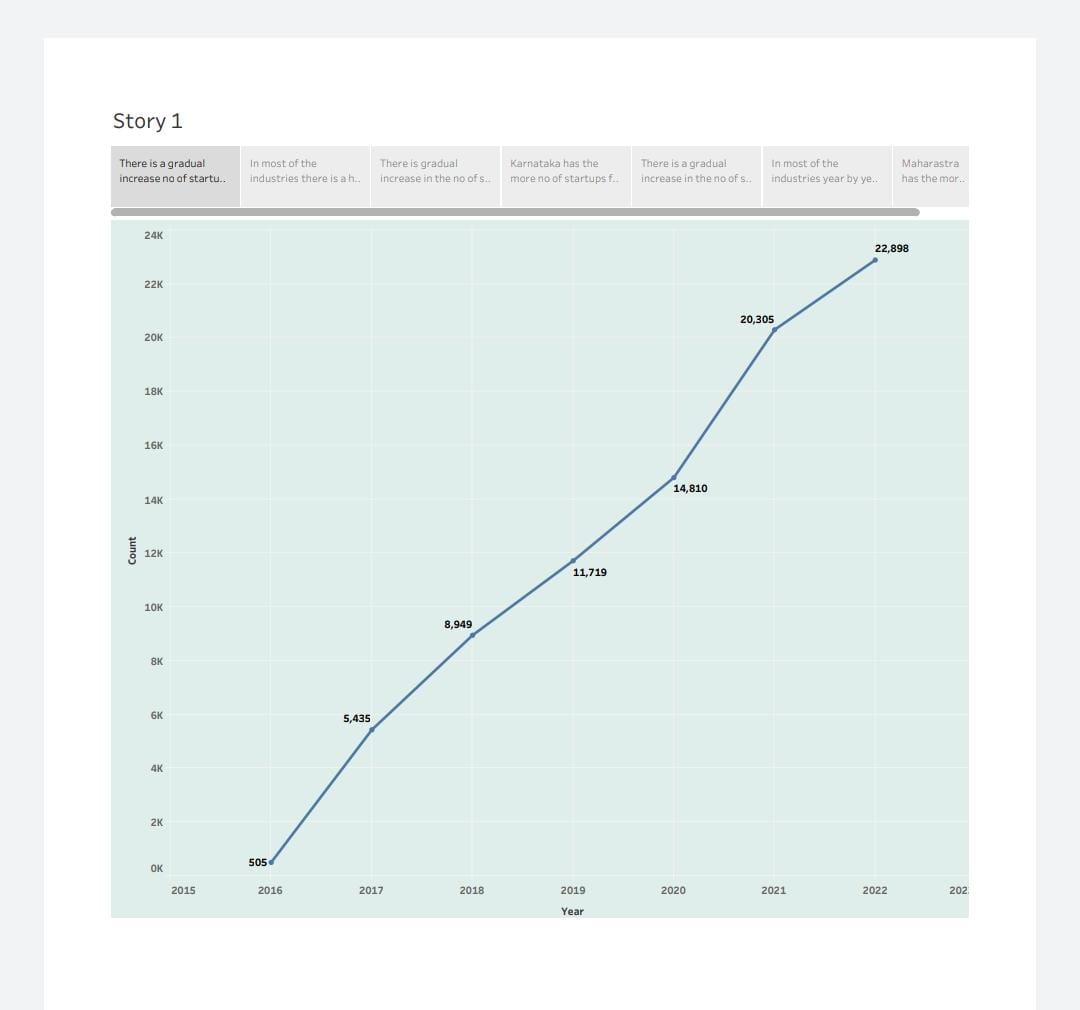 Story 1
There is a gradual
increase no of startu..
In most of the
industries there is a h..
There is gradual
increase in the no of s..
Karnataka has the
more no of startups f..
There is a gradual
increase in the no of s..
In most of the
industries year by ye..
Maharastra
has the mor..
24K
22K
20K
18K
16K
14K
12K
10K
8K
6K
4K
2K
0K
Count
22,898
20,305
14,810
11,719
8,949
5,435
505
2015
2016
2017
2018
2019
2020
2021
2022
Year